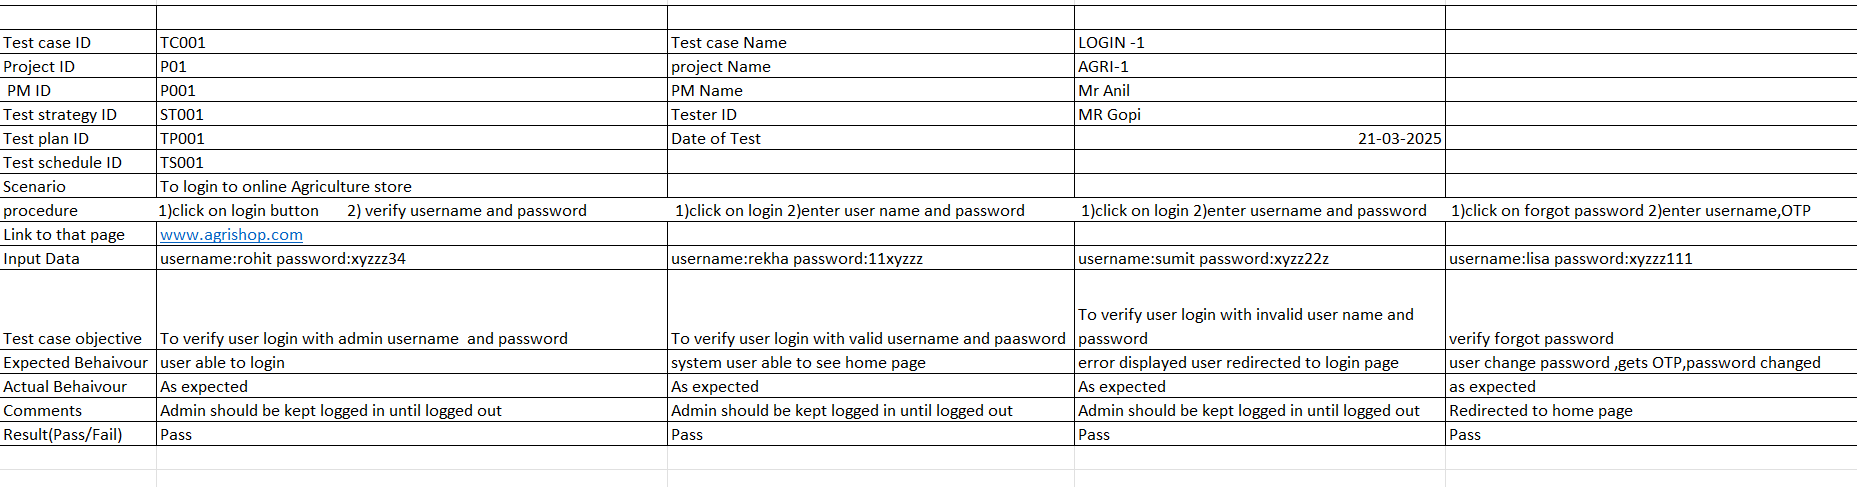 Test case ID TC001 Test case Name LOGIN -1
Project ID P01 project Name AGRI-1
PM ID P001 PM Name Mr Anil
Test strategy ID ST001 Tester ID MR Gopi
Test plan ID TP001 Date of Test 21-03-2025
Test schedule ID TS001
Scenario To login to online Agriculture store
procedure 1)click on login button 2) verify username and password 1)click on login 2)enter user name and password 1)click on login 2)enter username and password 1)click on forgot password 2)enter username,OTP
Link to that page www.agrishop.com
Input Data username:rohit password:xyzzz34 username:rekha password:11xyzzz username:sumit password:xyzz22z username:lisa password:xyzzz111
To verify user login with invalid user name and
Test case objective To verify user login with admin username and password To verify user login with valid username and paasword password verify forgot password
Expected Behaivour user able to login system user able to see home page error displayed user redirected to login page user change password ,gets OTP,password changed
Actual Behaivour As expected As expected As expected as expected
Comments Admin should be kept logged in until logged out Admin should be kept logged in until logged out Admin should be kept logged in until logged out Redirected to home page
Result(Pass/Fail) Pass Pass Pass Pass